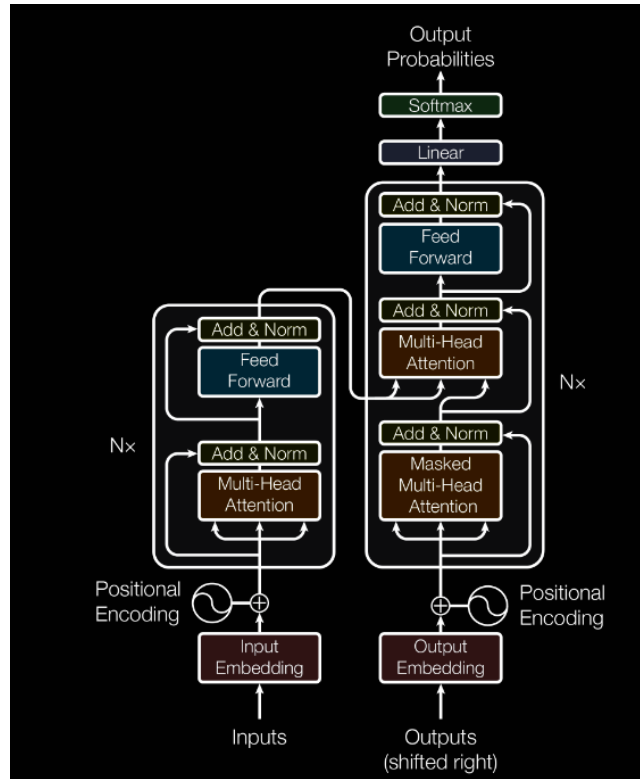 Output
Probabilities
Softmax
Linear
Add & Norm
Feed
Forward
Add & Norm
Multi-Head
Attention
Add & Norm
Masked
Multi-Head
Attention
N×
Add & Norm
Feed
Forward
Add & Norm
Multi-Head
Attention
N×
Positional
Encoding
Positional
Encoding
Input
Embedding
Output
Embedding
Inputs
Outputs
(shifted right)